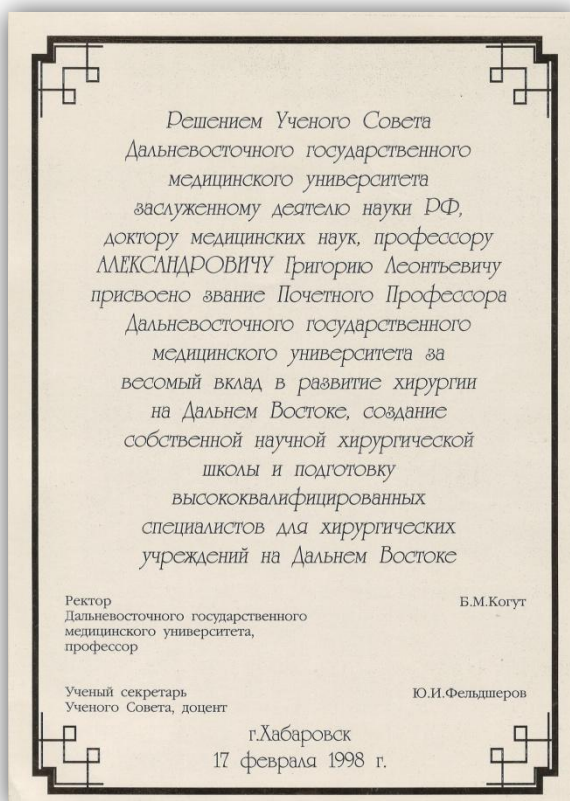 Решением Ученого Совета
Дальневосточного государственного
медицинского университета
заслуженному деятелю науки РФ,
доктору медицинских наук, профессору
АЛЕКСАНДРОВИЧУ Григорию Леонтьевичу
присвоено звание Почетного Профессора
Дальневосточного государственного
медицинского университета за
весомый вклад в развитие хирургии
на Дальнем Востоке, создание
собственной научной хирургической
школы и подготовку
высококвалифицированных
специалистов для хирургических
учреждений на Дальнем Востоке
Ректор Б.М.Когут
Дальневосточного государственного
медицинского университета,
профессор
Ученый секретарь Ю.И.Фельдшеров
Ученого Совета, доцент
г.Хабаровск
17 февраля 1998 г.